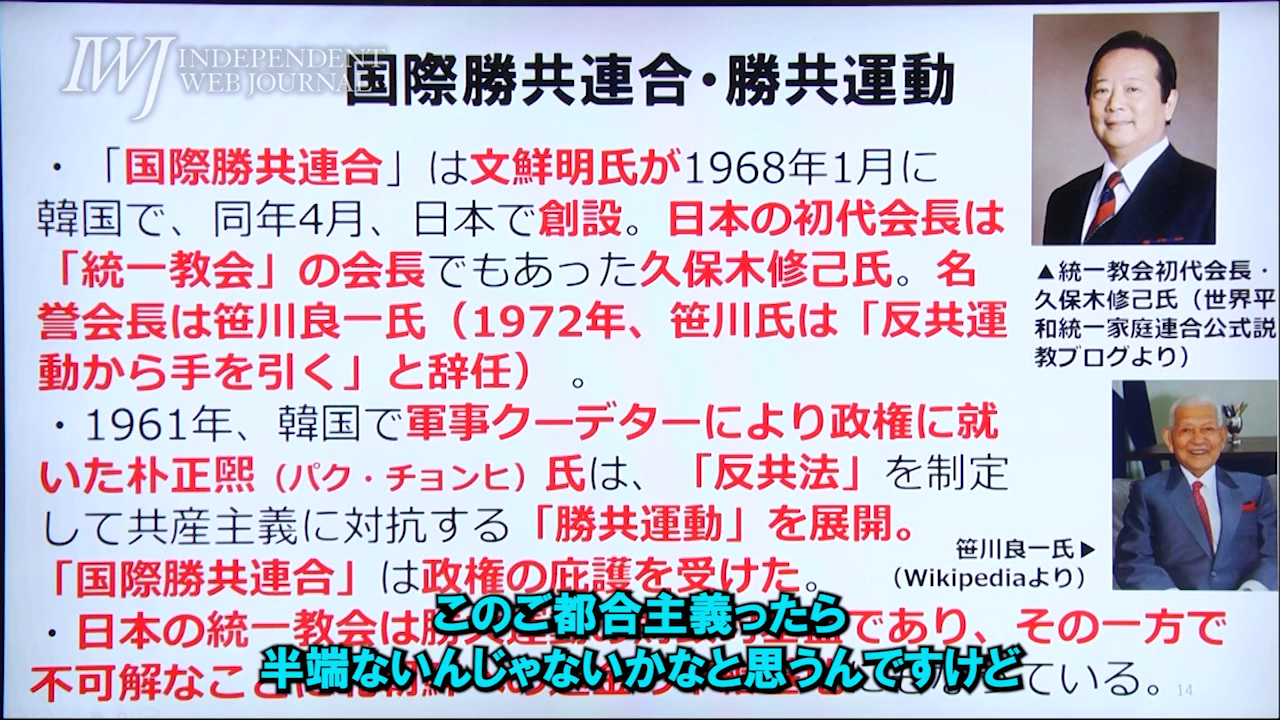 IWJ INDEPENDENT
WEB JOURNAL
国際勝共連合・勝共運動
・「国際勝共連合」は文鮮明氏が1968年1月に
韓国で、同年4月、日本で創設。日本の初代会長は
「統一教会」の会長でもあった久保木修己氏。名
誉会長は笹川良一氏（1972年、笹川氏は「反共運
動から手を引く」と辞任）。
・1961年、韓国で軍事クーデターにより政権に就
いた朴正熙（パク・チョンヒ）氏は、「反共法」を制定
して共産主義に対抗する「勝共運動」を展開。
「国際勝共連合」は政権の庇護を受けた。
・日本の統一教会は
であり、その一方で
不可解なこと
ている。
14
▲統一教会初代会長・
久保木修己氏（世界平
和統一家庭連合公式説
教ブログより）
笹川良一氏▶
（Wikipediaより）
このご都合主義ったら
半端ないんじゃないかなと思うんですけど